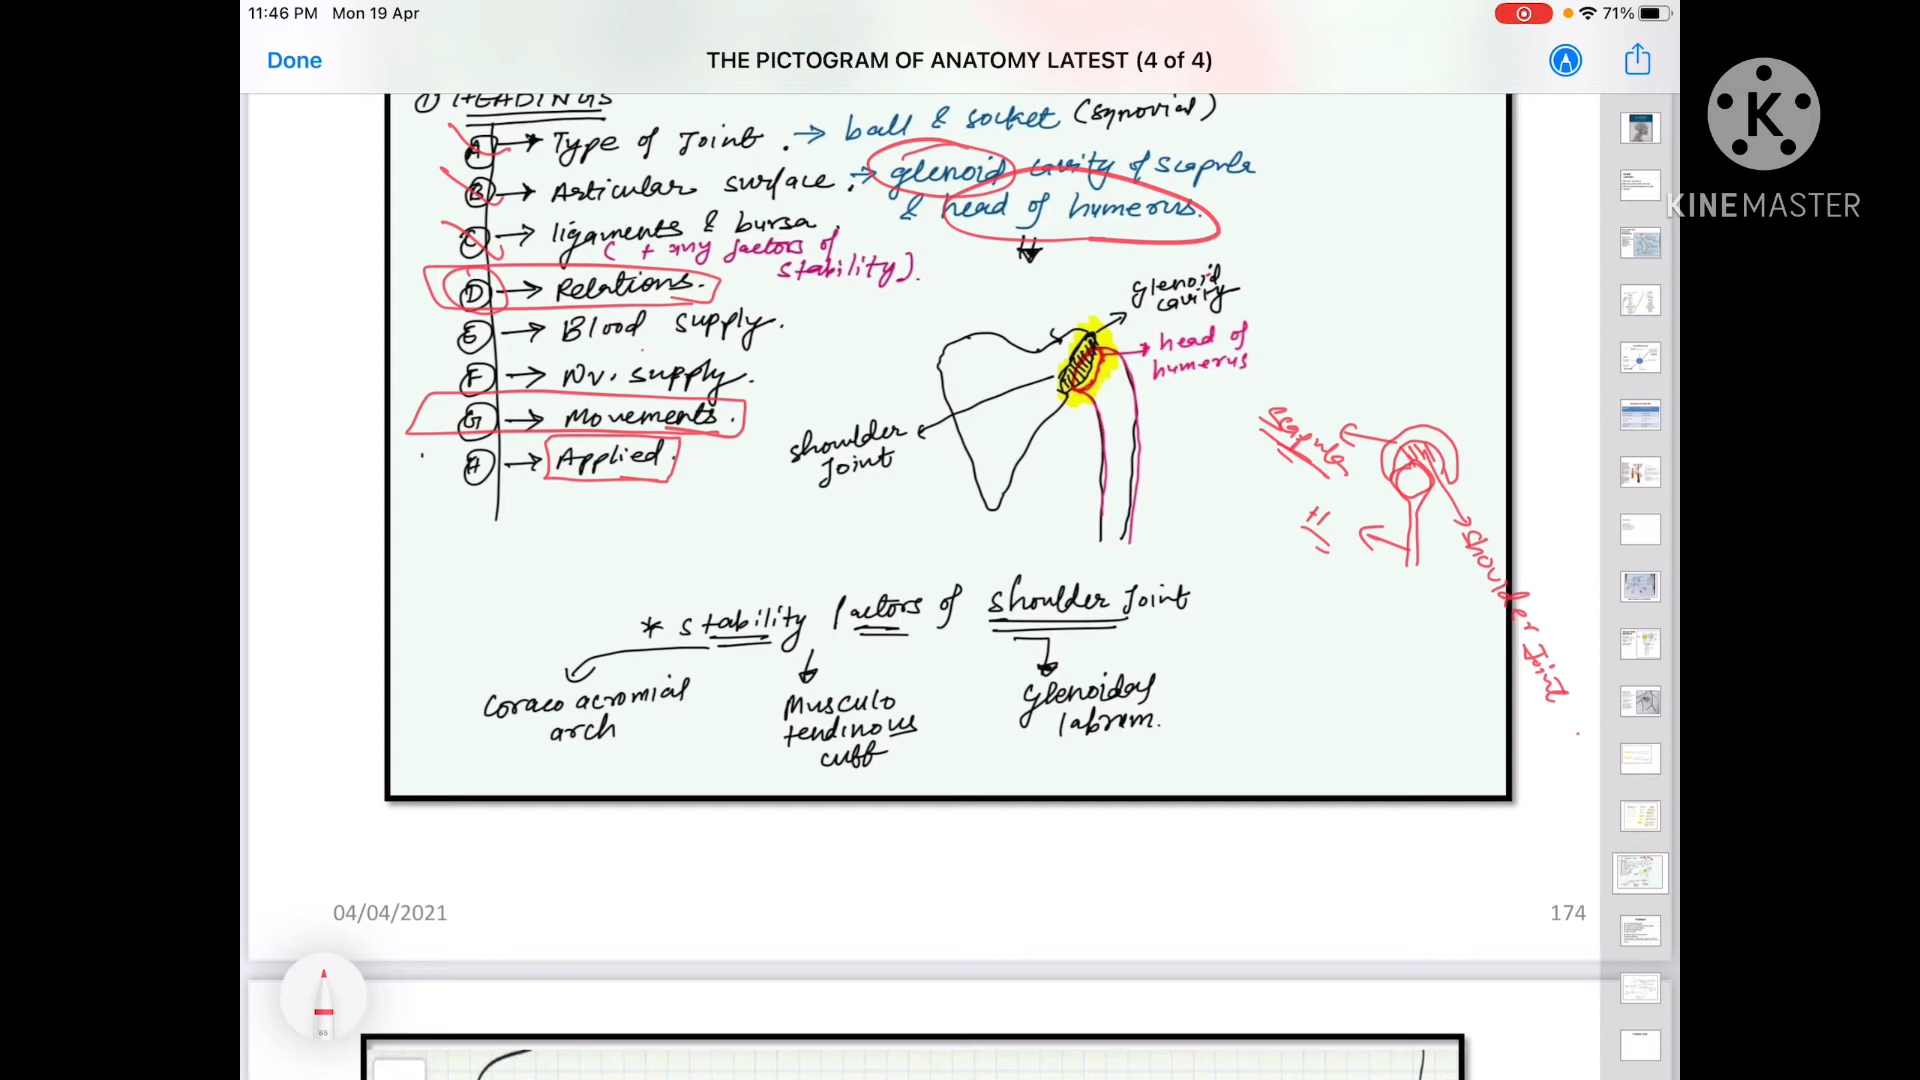 11:46 PM Mon 19 Apr
71%
Done
THE PICTOGRAM OF ANATOMY LATEST (4 of 4)
K
KINEMASTER
① HEADINGS
A → Type of Joint. → ball & socket (synovial)
B → Articular surface. → glenoid cavity of scapula
& head of humerus.
C → ligaments & bursa.
( + any factors of
stability).
D → Relations.
E → Blood supply.
F → Nv. supply.
G → Movements.
H → Applied.
glenoid
cavity
head of
humerus
shoulder
Joint
scapula
H
shoulder Joint
* stability factors of shoulder Joint
Coraco acromial
arch
Musculo
tendinous
cuff
Glenoidal
labrum.
04/04/2021
174
85